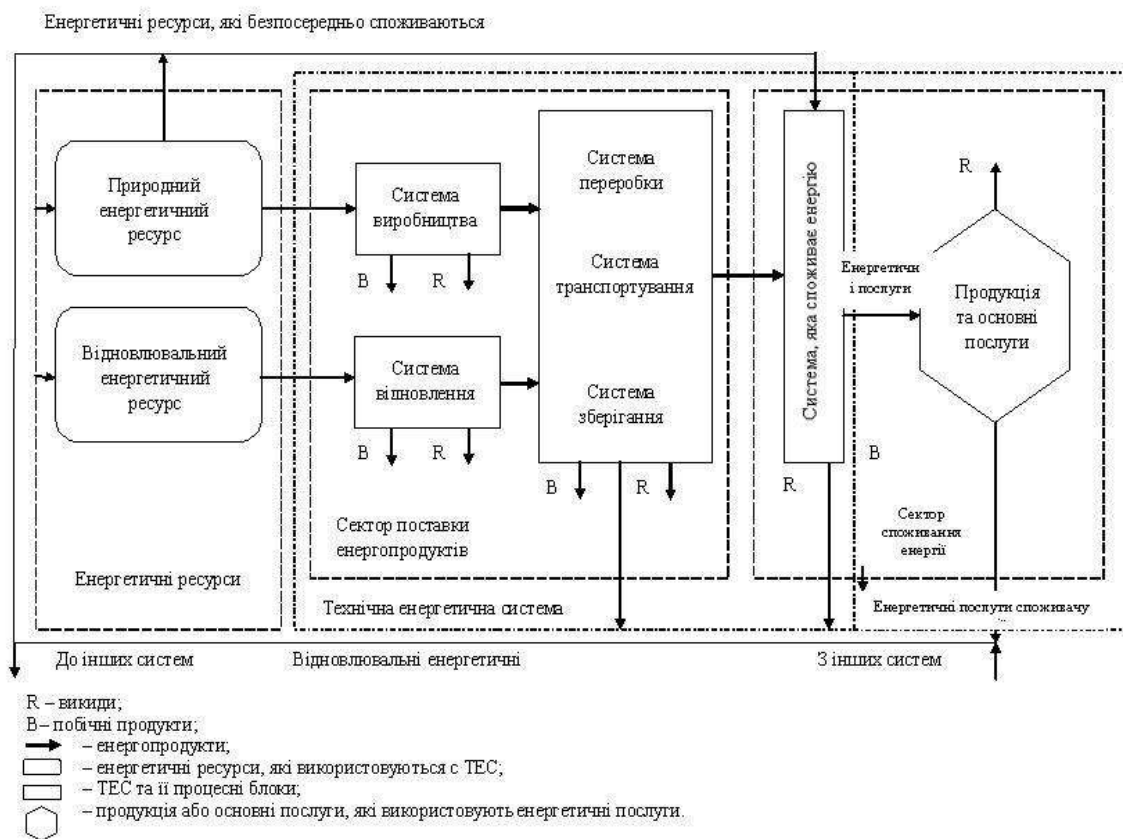 Енергетичні ресурси, які безпосередньо споживаються
Природний
енергетичний
ресурс
Відновлювальний
енергетичний
ресурс
Енергетичні ресурси
Система
виробництва
B
R
Система
відновлення
B
R
Система
переробки
Система
транспортування
Система
зберігання
B
R
Сектор поставки
енергопродуктів
Технічна енергетична система
Система, яка споживає енергію
R
B
Енергетичн
і послуги
R
Продукція
та основні
послуги
Сектор
споживання
енергії
Енергетичні послуги споживачу
До інших систем
Відновлювальні енергетичні
З інших систем
R – викиди;
B– побічні продукти;
– енергопродукти;
– енергетичні ресурси, які використовуються с ТЕС;
– ТЕС та її процесні блоки;
– продукція або основні послуги, які використовують енергетичні послуги.